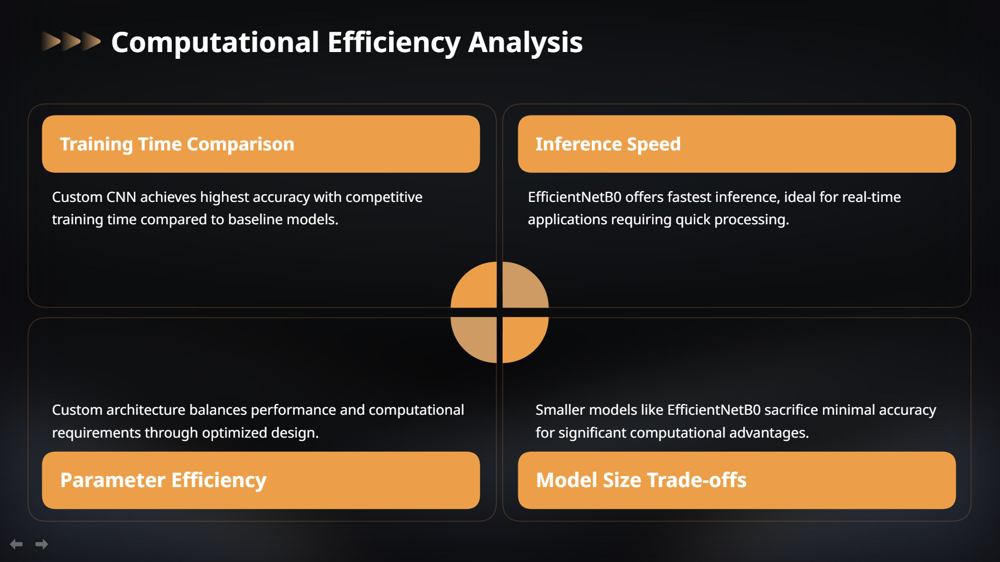 Computational Efficiency Analysis
Training Time Comparison
Custom CNN achieves highest accuracy with competitive
training time compared to baseline models.
Inference Speed
EfficientNetB0 offers fastest inference, ideal for real-time
applications requiring quick processing.
Custom architecture balances performance and computational
requirements through optimized design.
Parameter Efficiency
Smaller models like EfficientNetB0 sacrifice minimal accuracy
for significant computational advantages.
Model Size Trade-offs